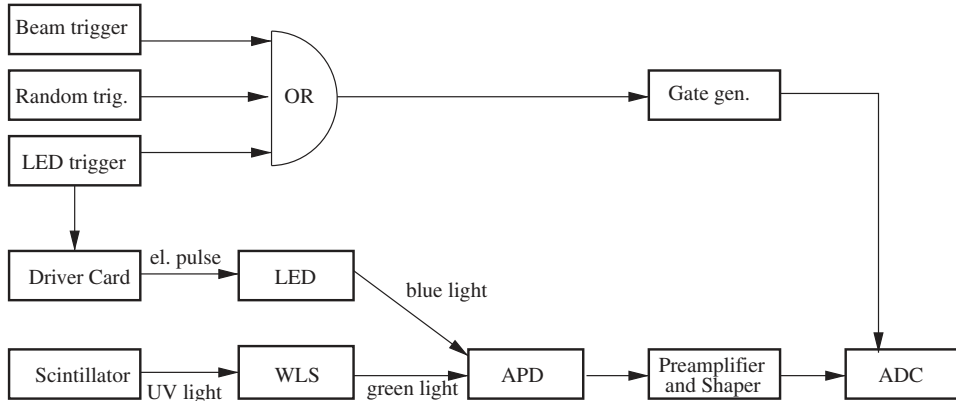 Beam trigger
Random trig.
OR
Gate gen.
LED trigger
el. pulse
Driver Card
LED
blue light
Scintillator
UV light
WLS
green light
APD
Preamplifier
and Shaper
ADC